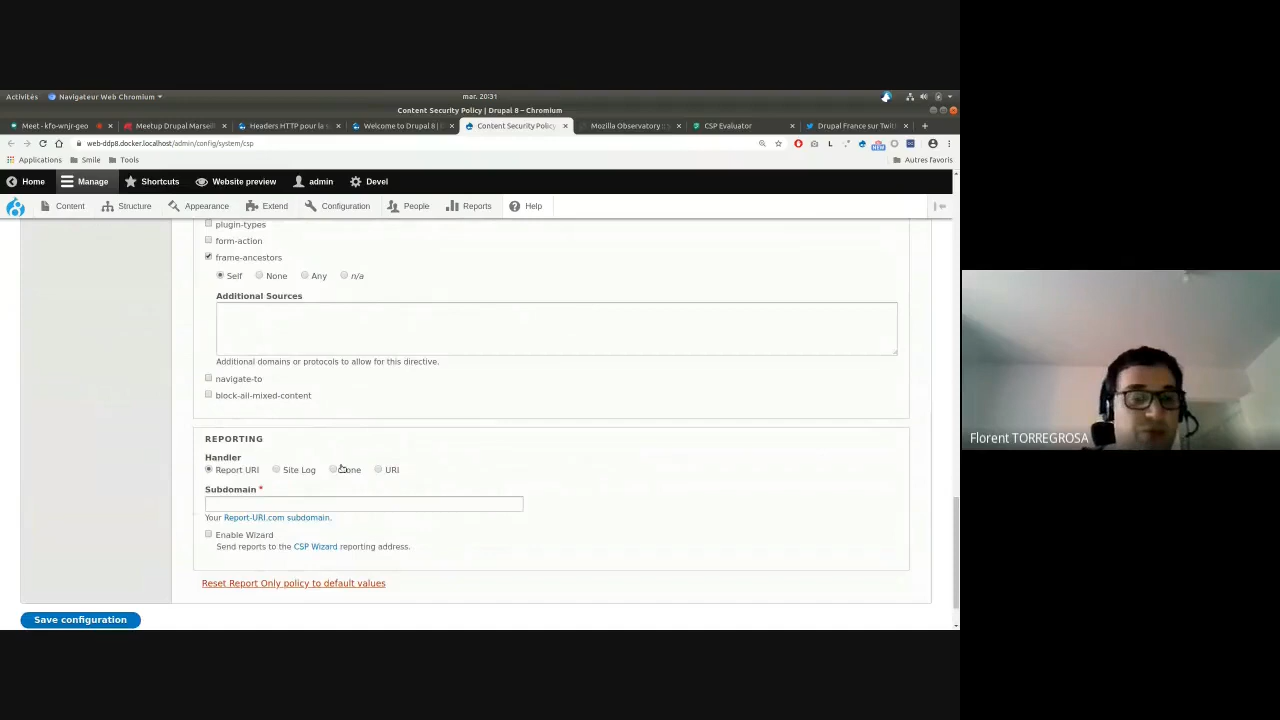 Activités Navigateur Web Chromium mar. 20:31
Content Security Policy | Drupal 8 - Chromium
Meet - kfo-wnjr-geo Meetup Drupal Marseil Headers HTTP pour la s Welcome to Drupal 8 | Content Security Policy Mozilla Observatory :: CSP Evaluator Drupal France sur Twitt
web-ddp8.docker.localhost/admin/config/system/csp
Applications Smile Tools Autres favoris
Home Manage Shortcuts Website preview admin Devel
Content Structure Appearance Extend Configuration People Reports Help
plugin-types
form-action
frame-ancestors
Self None Any n/a
Additional Sources
Additional domains or protocols to allow for this directive.
navigate-to
block-all-mixed-content
REPORTING
Handler
Report URI Site Log None URI
Subdomain *
Your Report-URI.com subdomain.
Enable Wizard
Send reports to the CSP Wizard reporting address.
Reset Report Only policy to default values
Save configuration
Florent TORREGROSA